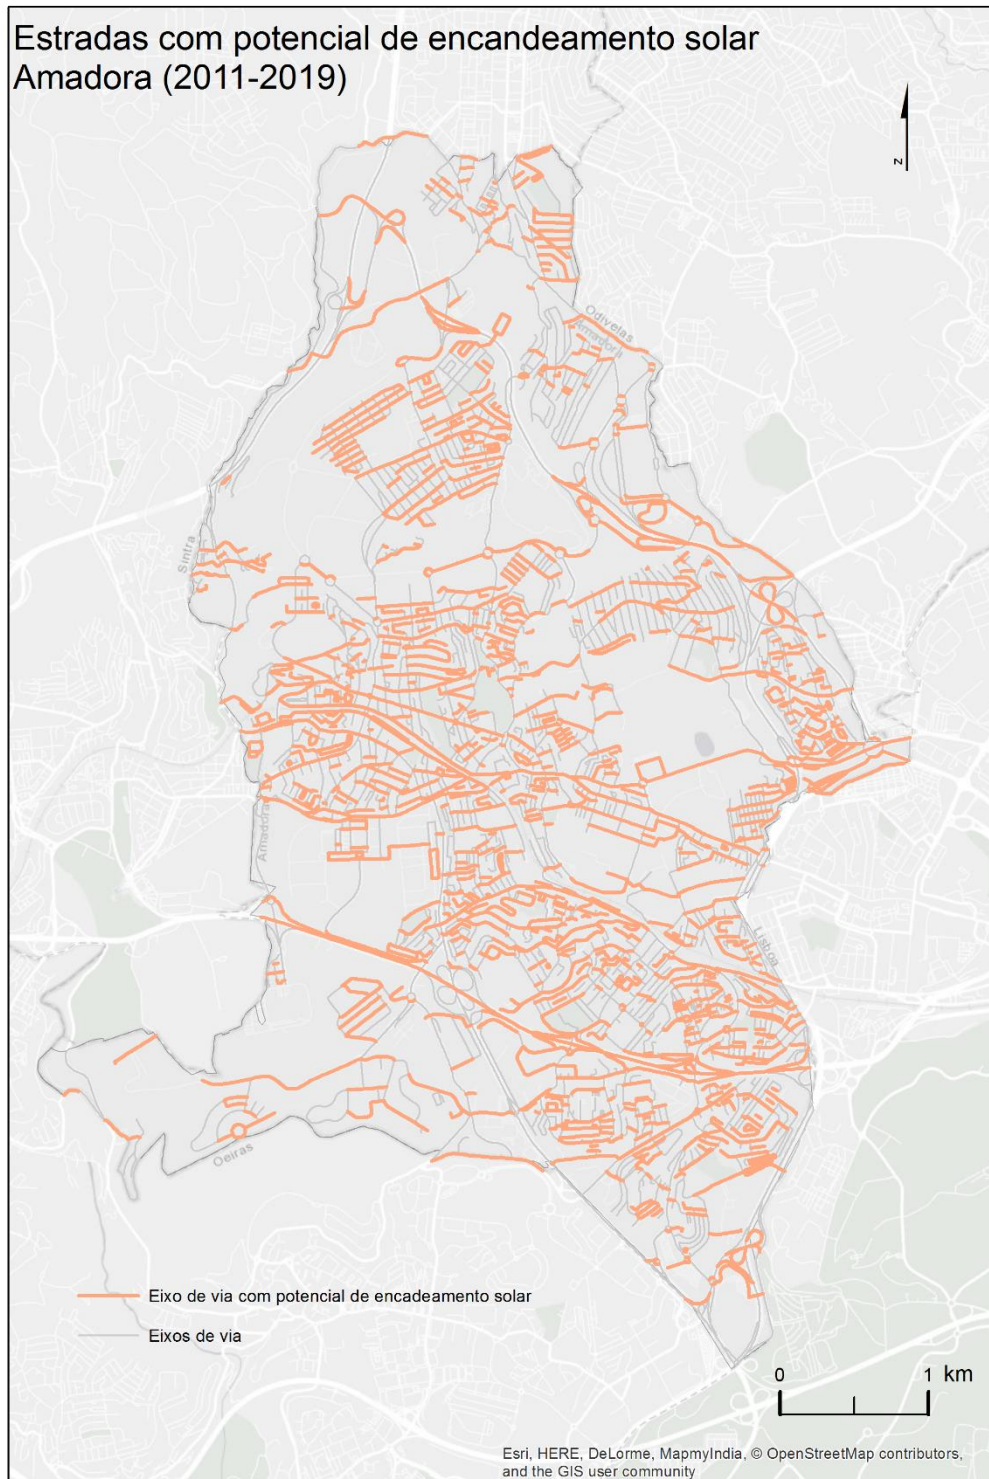 Estradas com potencial de encandeamento solar
Amadora (2011-2019)
z
Odivelas
Amadora
Sintra
Amadora
Lisboa
Oeiras
Eixo de via com potencial de encadeamento solar
Eixos de via
0 1 km
Esri, HERE, DeLorme, MapmyIndia, © OpenStreetMap contributors,
and the GIS user community